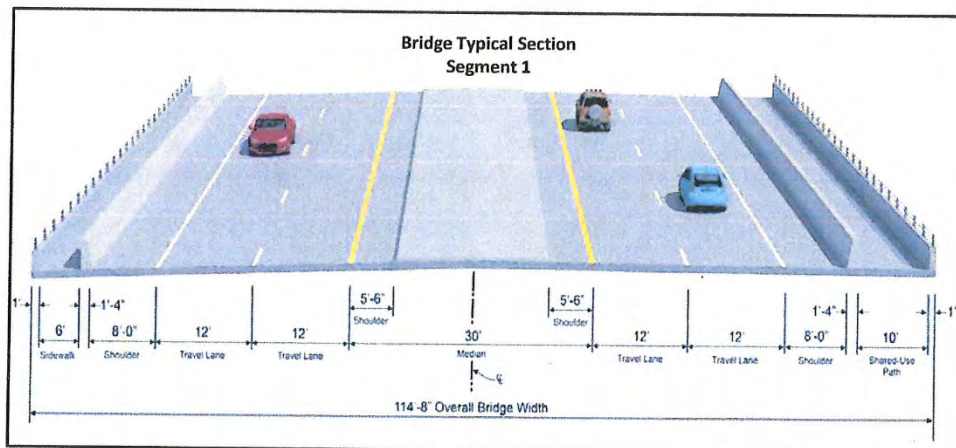 Bridge Typical Section
Segment 1
1' 1'-4" 5'-6" 5'-6" 1'-4" 1'
Shoulder Shoulder
6' 8'-0" 12' 12' 30' 12' 12' 8'-0" 10'
Sidewalk Shoulder Travel Lane Travel Lane Median Travel Lane Travel Lane Shoulder Shared-Use
Path
℄
114'-8" Overall Bridge Width